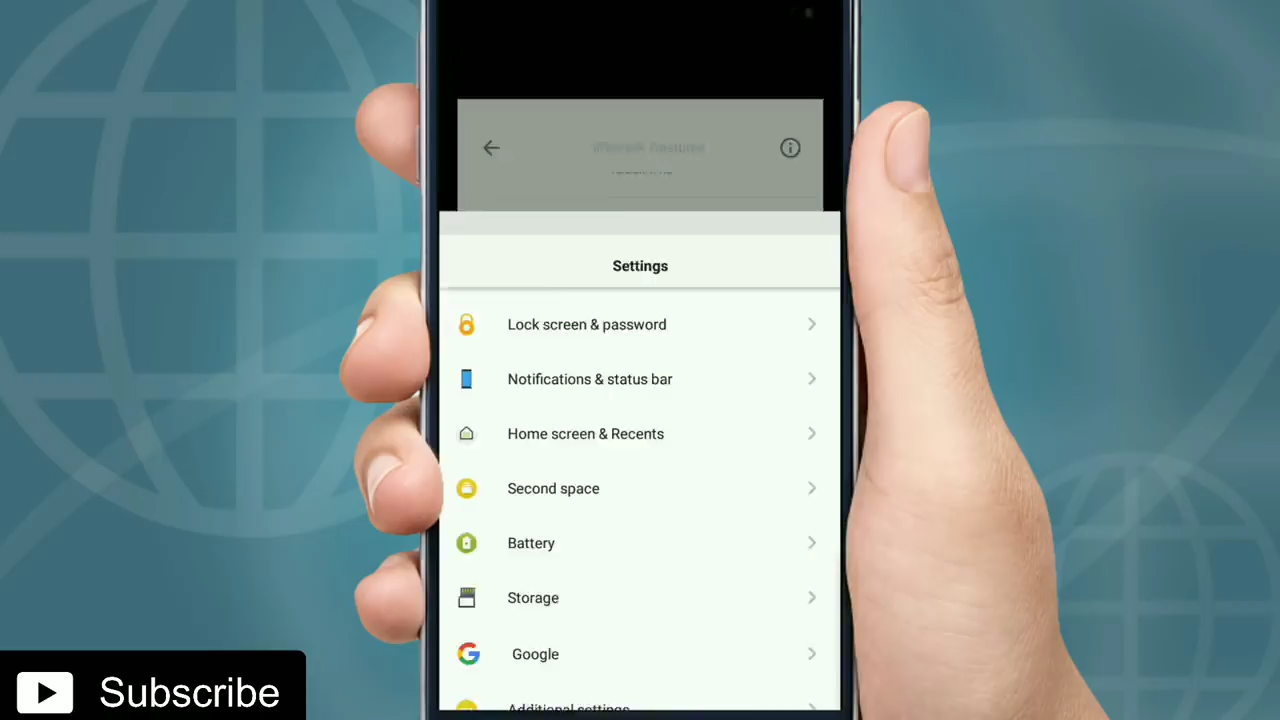 Settings
Lock screen & password
Notifications & status bar
Home screen & Recents
Second space
Battery
Storage
Google
Additional settings
Subscribe